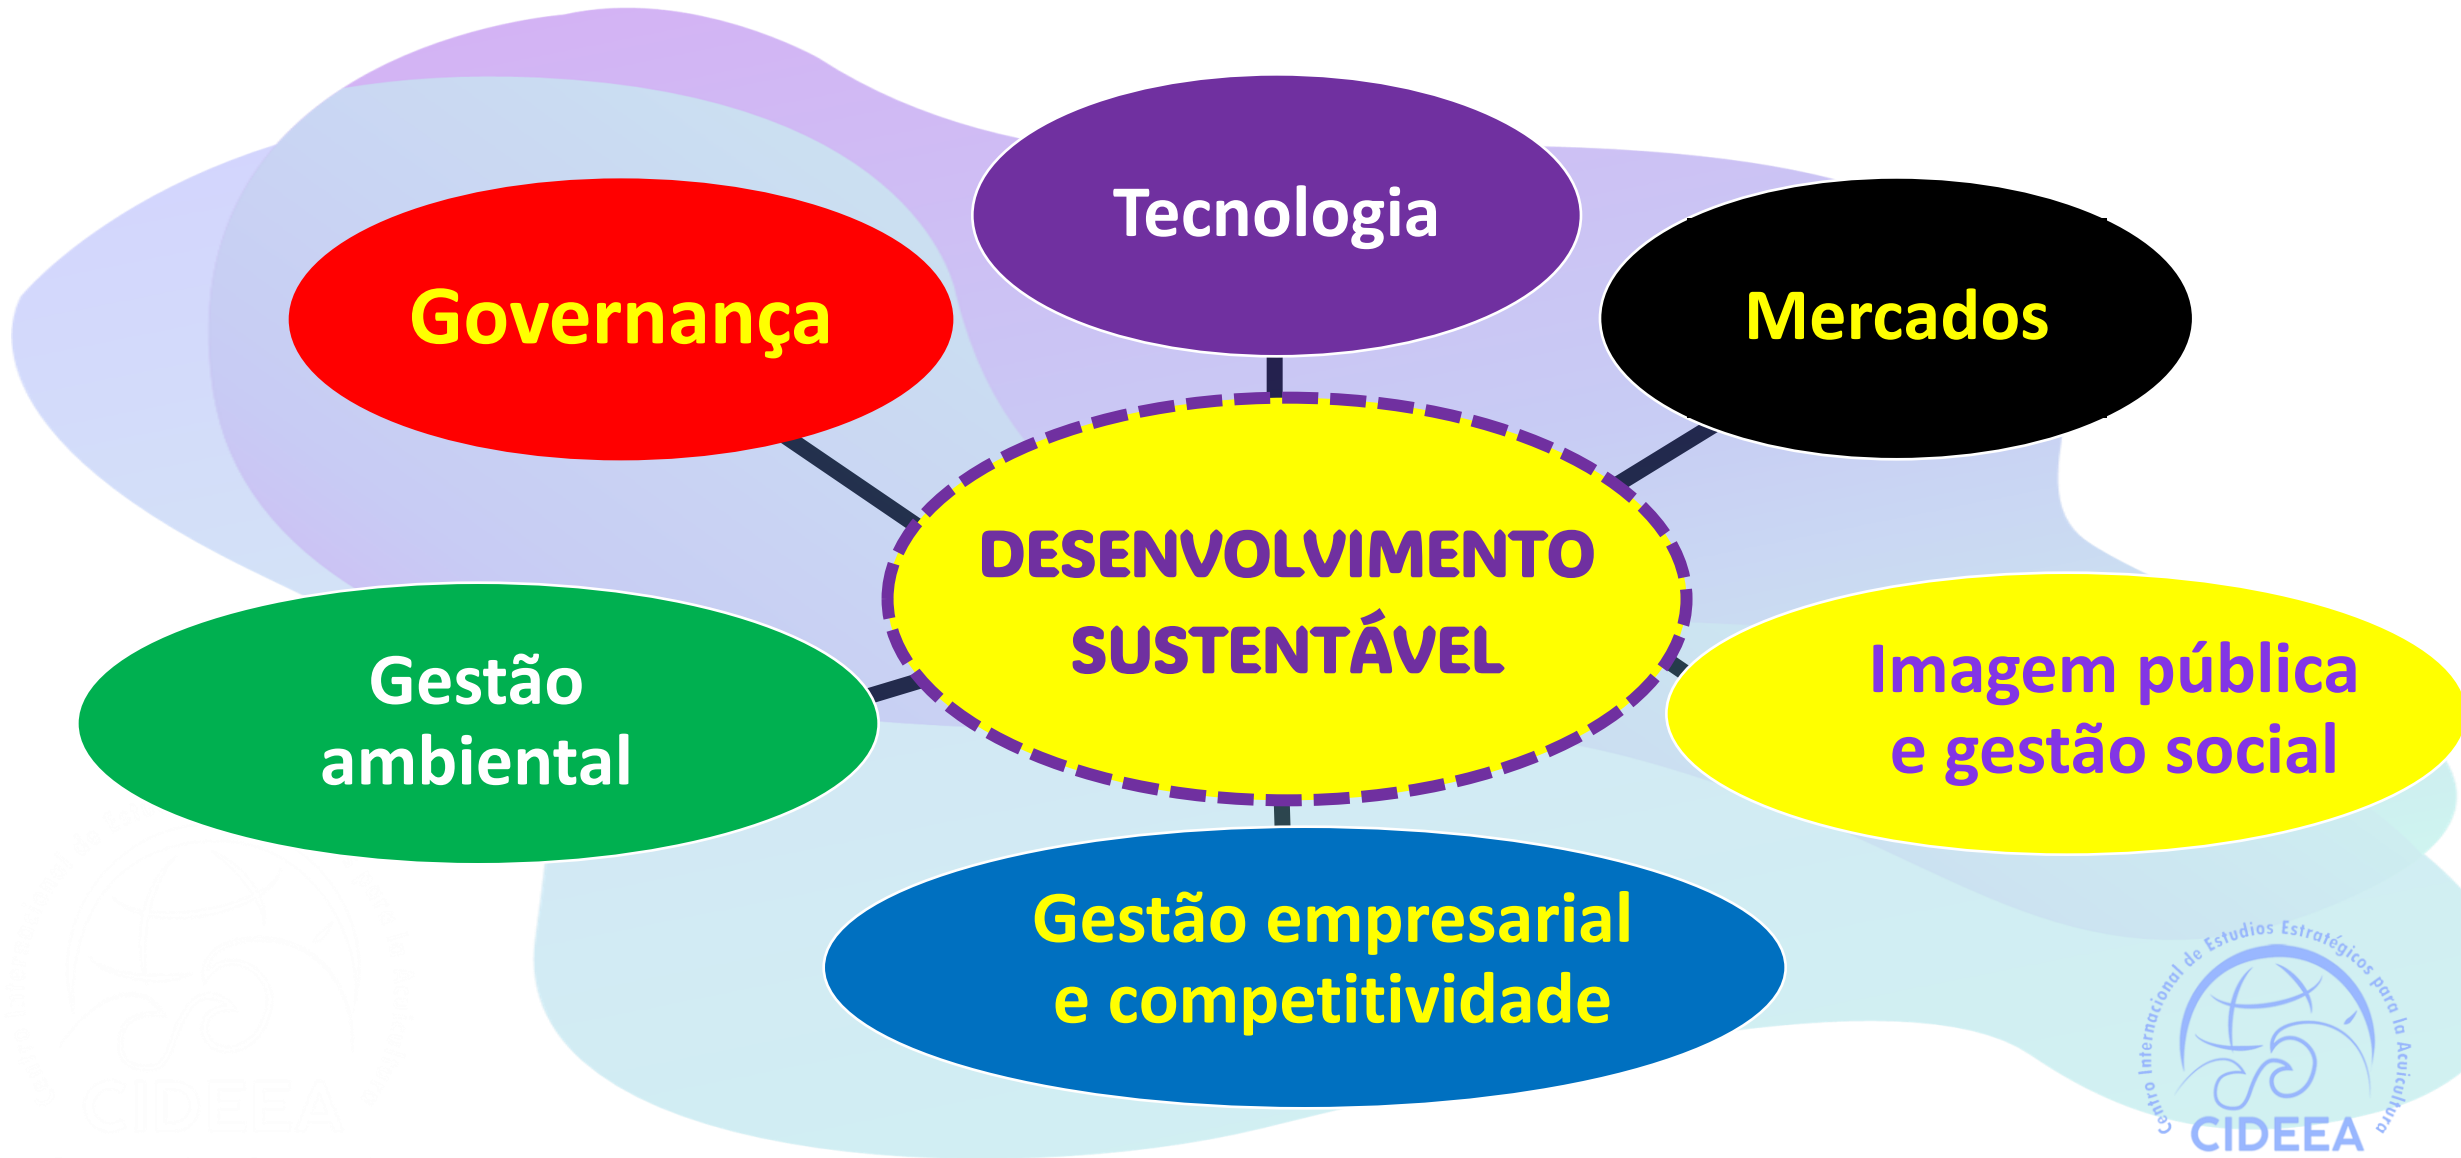 Tecnologia
Governança
Mercados
DESENVOLVIMENTO
SUSTENTÁVEL
Gestão
ambiental
Imagem pública
e gestão social
Gestão empresarial
e competitividade
Centro Internacional de Estudios Estratégicos para la Acuicultura
CIDEEA
CIDEEA